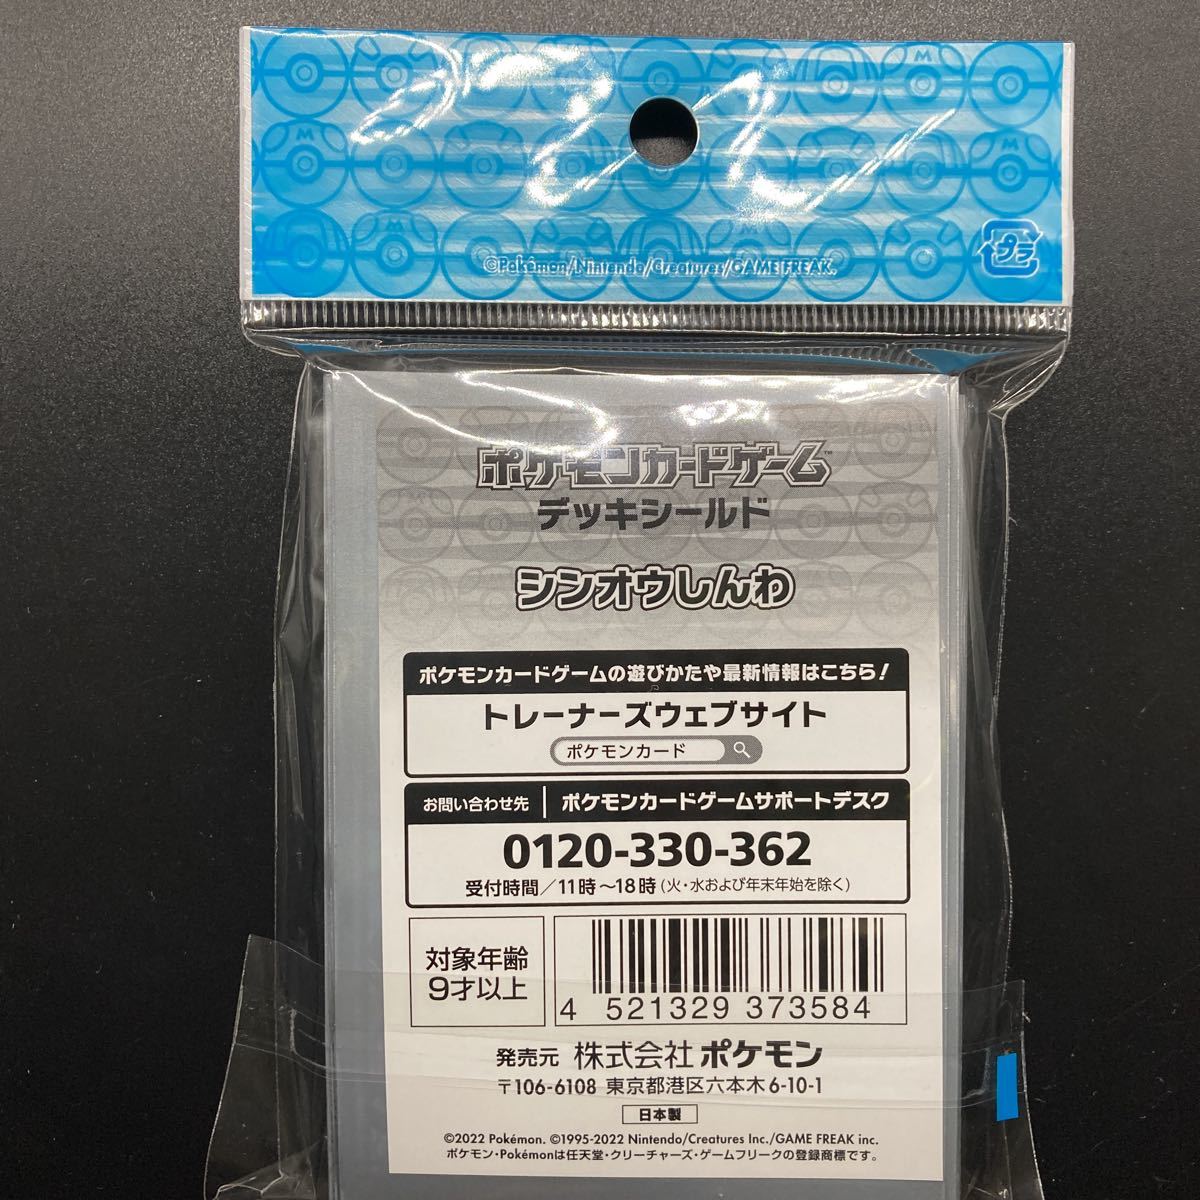 ©Pokémon/Nintendo/Creatures/GAME FREAK.
プラ
ポケモンカードゲーム™
デッキシールド
シンオウしんわ
ポケモンカードゲームの遊びかたや最新情報はこちら！
トレーナーズウェブサイト
ポケモンカード
お問い合わせ先 | ポケモンカードゲームサポートデスク
0120-330-362
受付時間／11時～18時（火・水および年末年始を除く）
対象年齢
9才以上
4 521329 373584
発売元 株式会社 ポケモン
〒106-6108 東京都港区六本木6-10-1
日本製
©2022 Pokémon. ©1995-2022 Nintendo/Creatures Inc./GAME FREAK inc.
ポケモン・Pokémonは任天堂・クリーチャーズ・ゲームフリークの登録商標です。